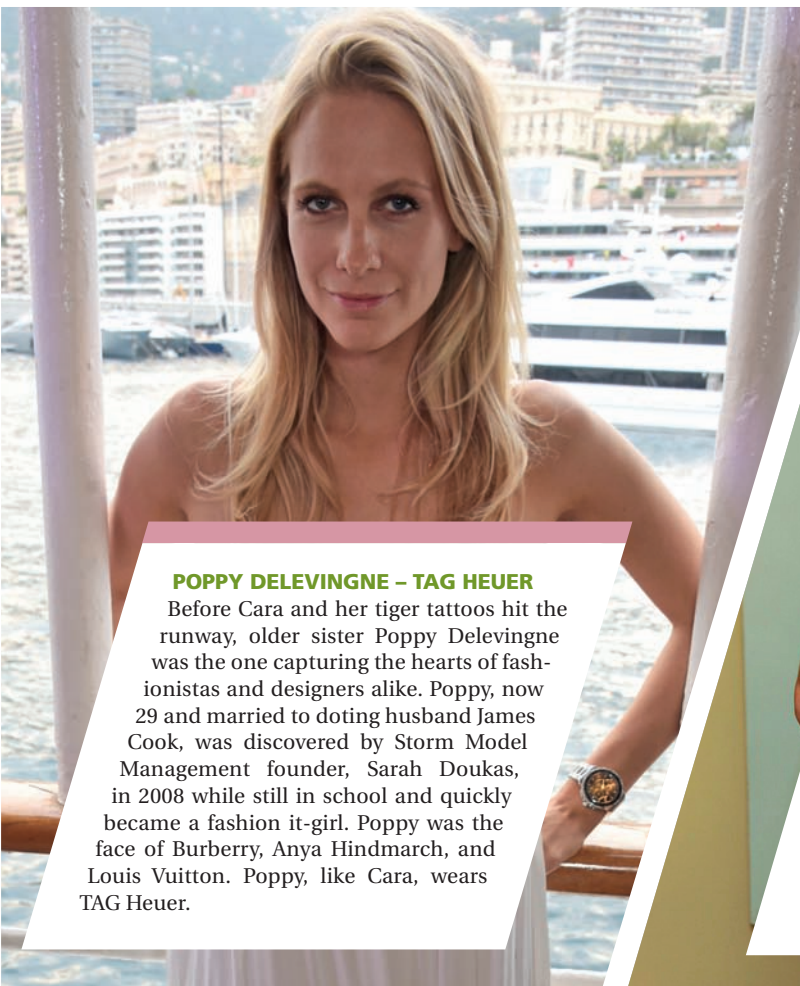 POPPY DELEVINGNE – TAG HEUER
Before Cara and her tiger tattoos hit the
runway, older sister Poppy Delevingne
was the one capturing the hearts of fash-
ionistas and designers alike. Poppy, now
29 and married to doting husband James
Cook, was discovered by Storm Model
Management founder, Sarah Doukas,
in 2008 while still in school and quickly
became a fashion it-girl. Poppy was the
face of Burberry, Anya Hindmarch, and
Louis Vuitton. Poppy, like Cara, wears
TAG Heuer.